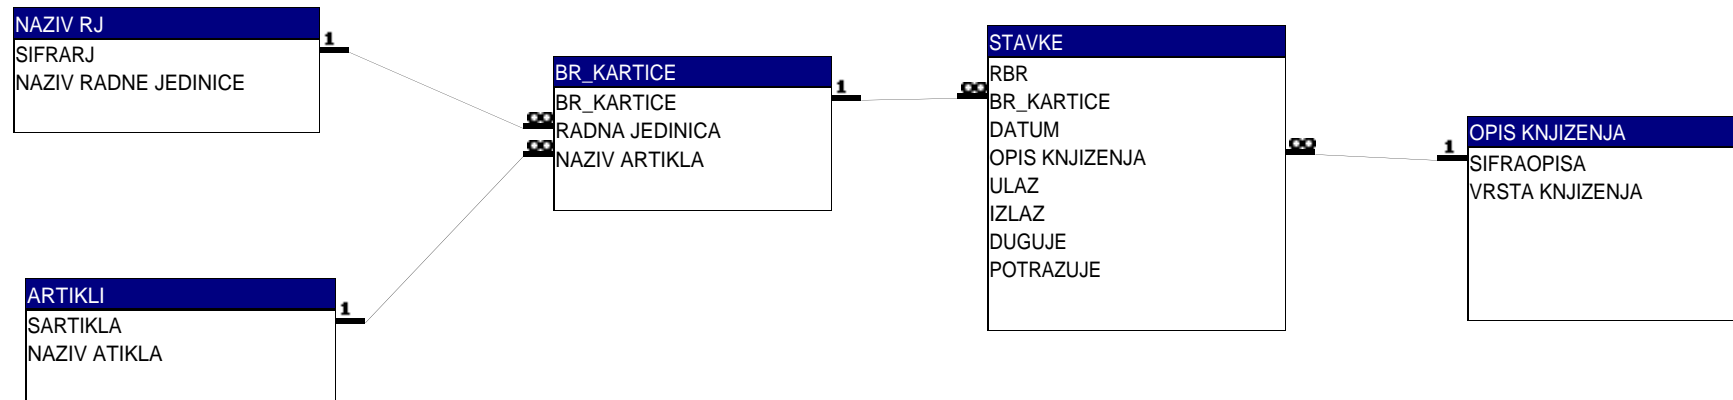 NAZIV RJ
SIFRARJ
NAZIV RADNE JEDINICE
1
ARTIKLI
SARTIKLA
NAZIV ATIKLA
1
BR_KARTICE
BR_KARTICE
RADNA JEDINICA
NAZIV ARTIKLA
∞
∞
1
STAVKE
RBR
BR_KARTICE
DATUM
OPIS KNJIZENJA
ULAZ
IZLAZ
DUGUJE
POTRAZUJE
∞
∞
1
OPIS KNJIZENJA
SIFRAOPISA
VRSTA KNJIZENJA